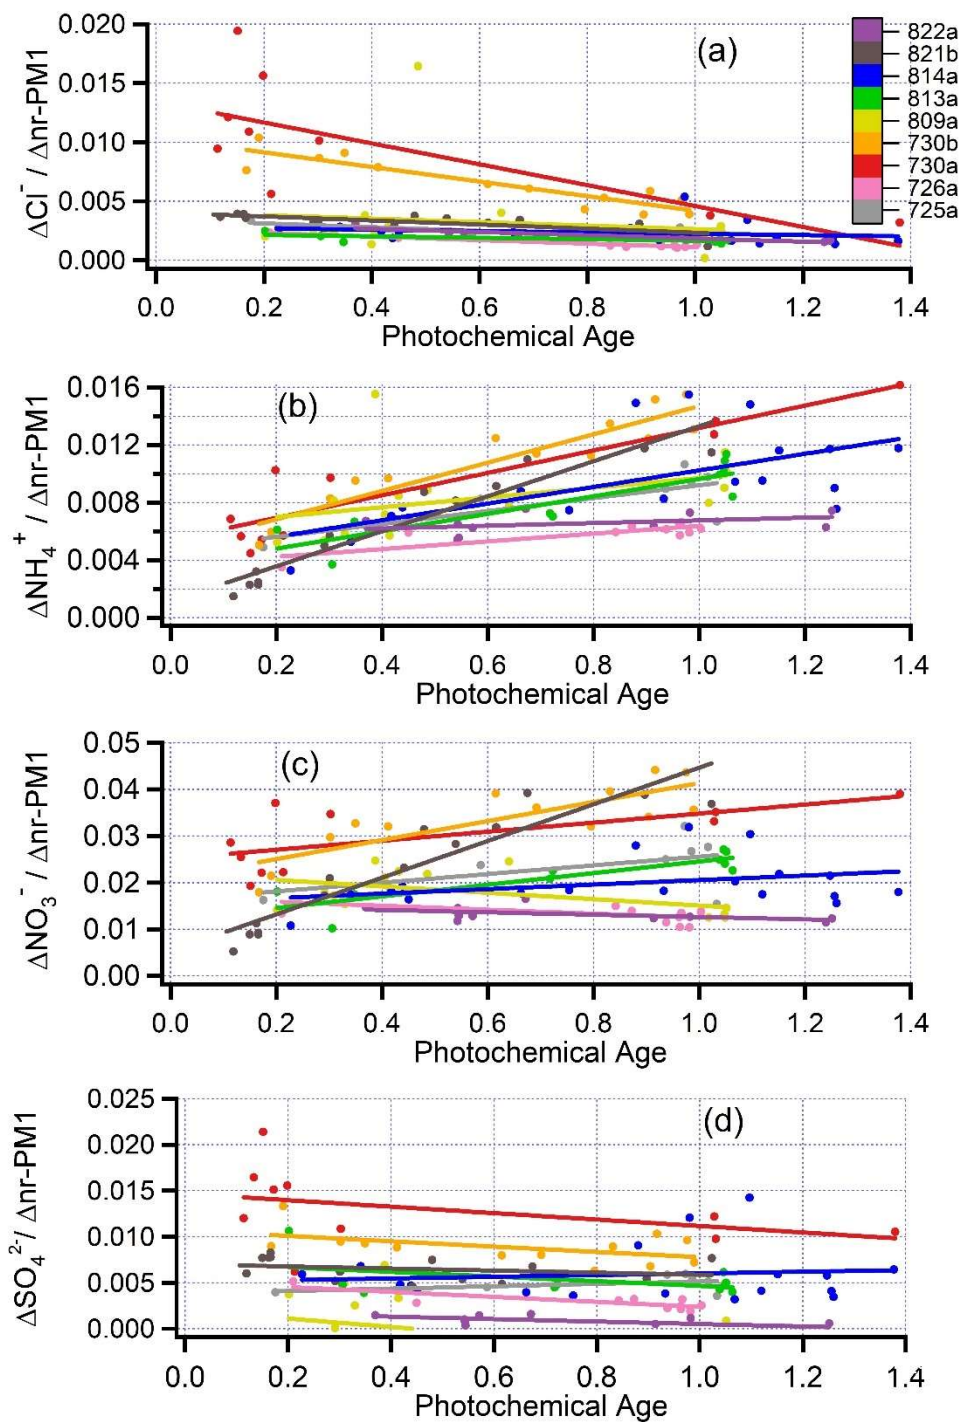 0.020
0.015
0.010
0.005
0.000
ΔCl⁻ / Δnr-PM1
(a)
822a
821b
814a
813a
809a
730b
730a
726a
725a
0.0 0.2 0.4 0.6 0.8 1.0 1.2 1.4
Photochemical Age
0.016
0.012
0.008
0.004
0.000
ΔNH₄⁺ / Δnr-PM1
(b)
0.0 0.2 0.4 0.6 0.8 1.0 1.2 1.4
Photochemical Age
0.05
0.04
0.03
0.02
0.01
0.00
ΔNO₃⁻ / Δnr-PM1
(c)
0.0 0.2 0.4 0.6 0.8 1.0 1.2 1.4
Photochemical Age
0.025
0.020
0.015
0.010
0.005
0.000
ΔSO₄²⁻/ Δnr-PM1
(d)
0.0 0.2 0.4 0.6 0.8 1.0 1.2 1.4
Photochemical Age